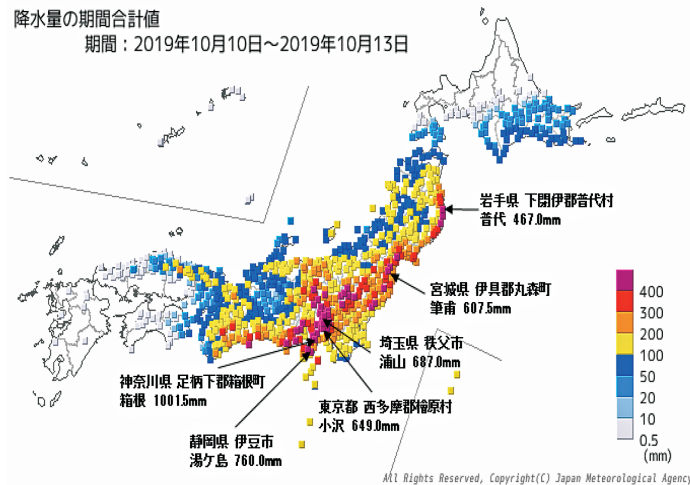 降水量の期間合計値
期間：2019年10月10日～2019年10月13日
岩手県 下閉伊郡普代村
普代 467.0mm
宮城県 伊具郡丸森町
筆甫 607.5mm
埼玉県 秩父市
浦山 687.0mm
神奈川県 足柄下郡箱根町
箱根 1001.5mm
東京都 西多摩郡檜原村
小沢 649.0mm
静岡県 伊豆市
湯ケ島 760.0mm
400
300
200
100
50
20
10
0.5
(mm)
All Rights Reserved, Copyright(C) Japan Meteorological Agency